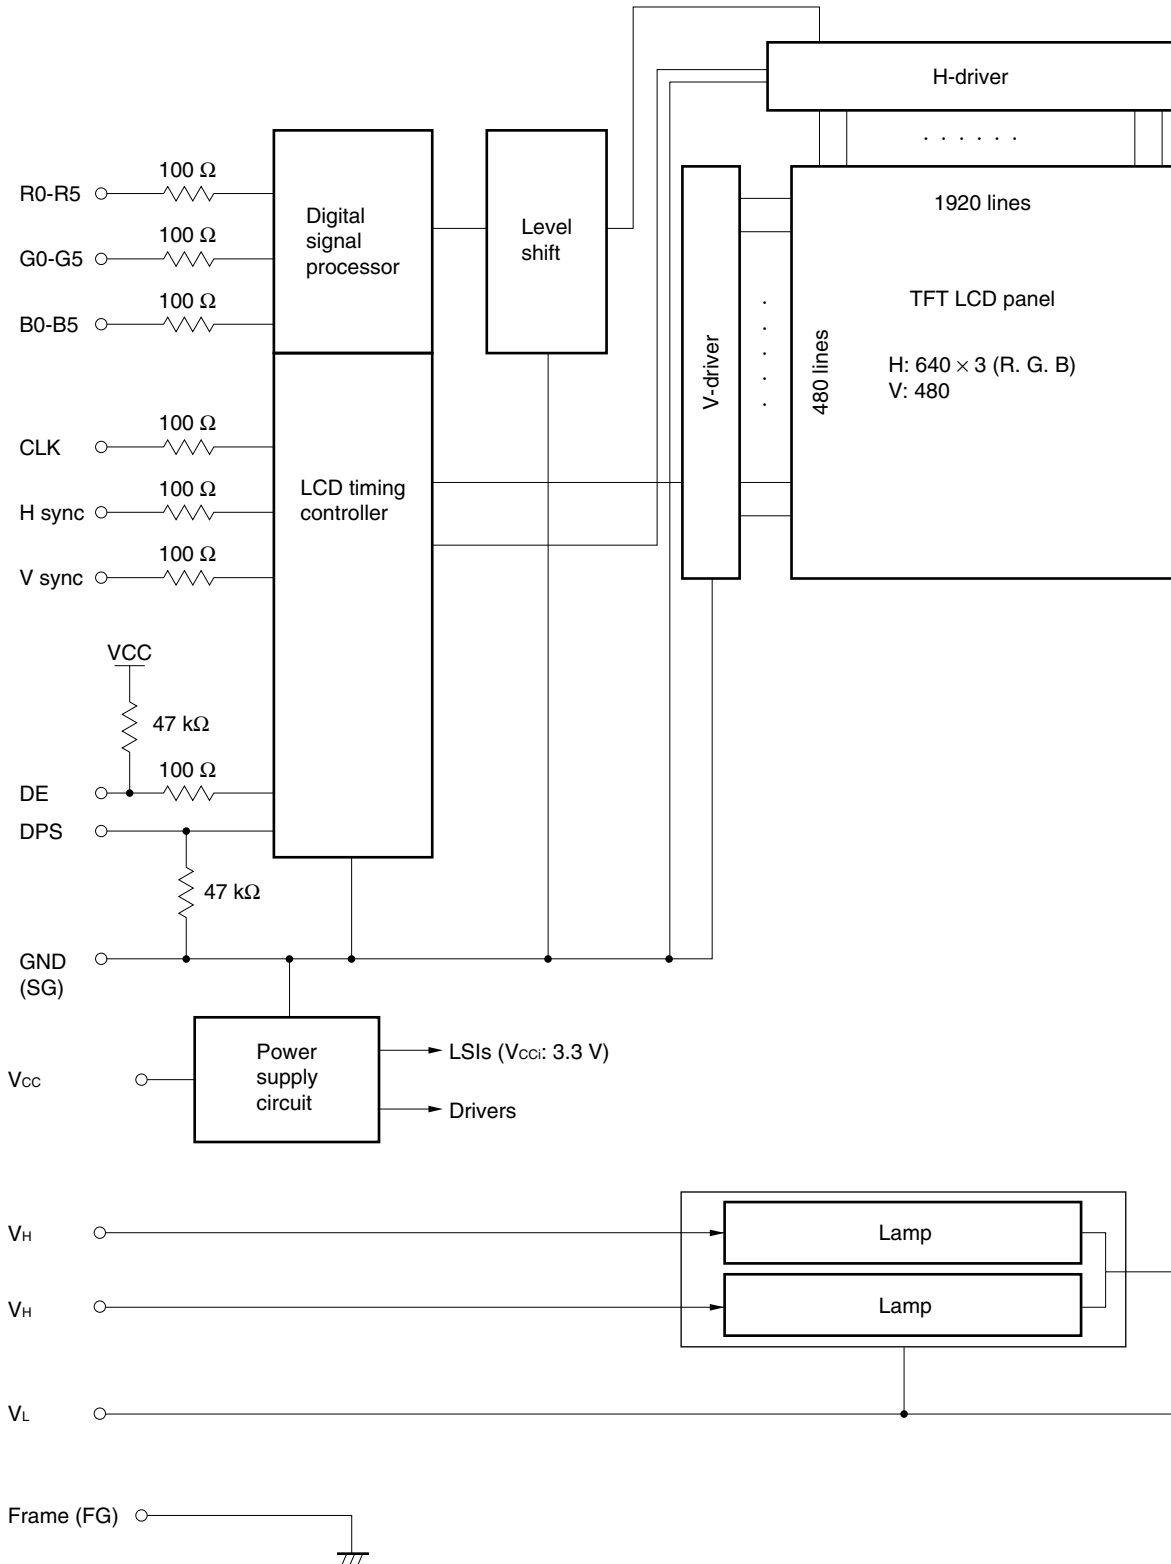 H-driver
100 Ω
R0-R5
Digital
signal
processor
Level
shift
1920 lines
100 Ω
G0-G5
100 Ω
B0-B5
TFT LCD panel
V-driver
480 lines
H: 640 × 3 (R. G. B)
V: 480
100 Ω
CLK
LCD timing
controller
100 Ω
H sync
100 Ω
V sync
VCC
47 kΩ
100 Ω
DE
DPS
47 kΩ
GND
(SG)
Power
supply
circuit
LSIs (VCCi: 3.3 V)
VCC
Drivers
VH
Lamp
VH
Lamp
VL
Frame (FG)